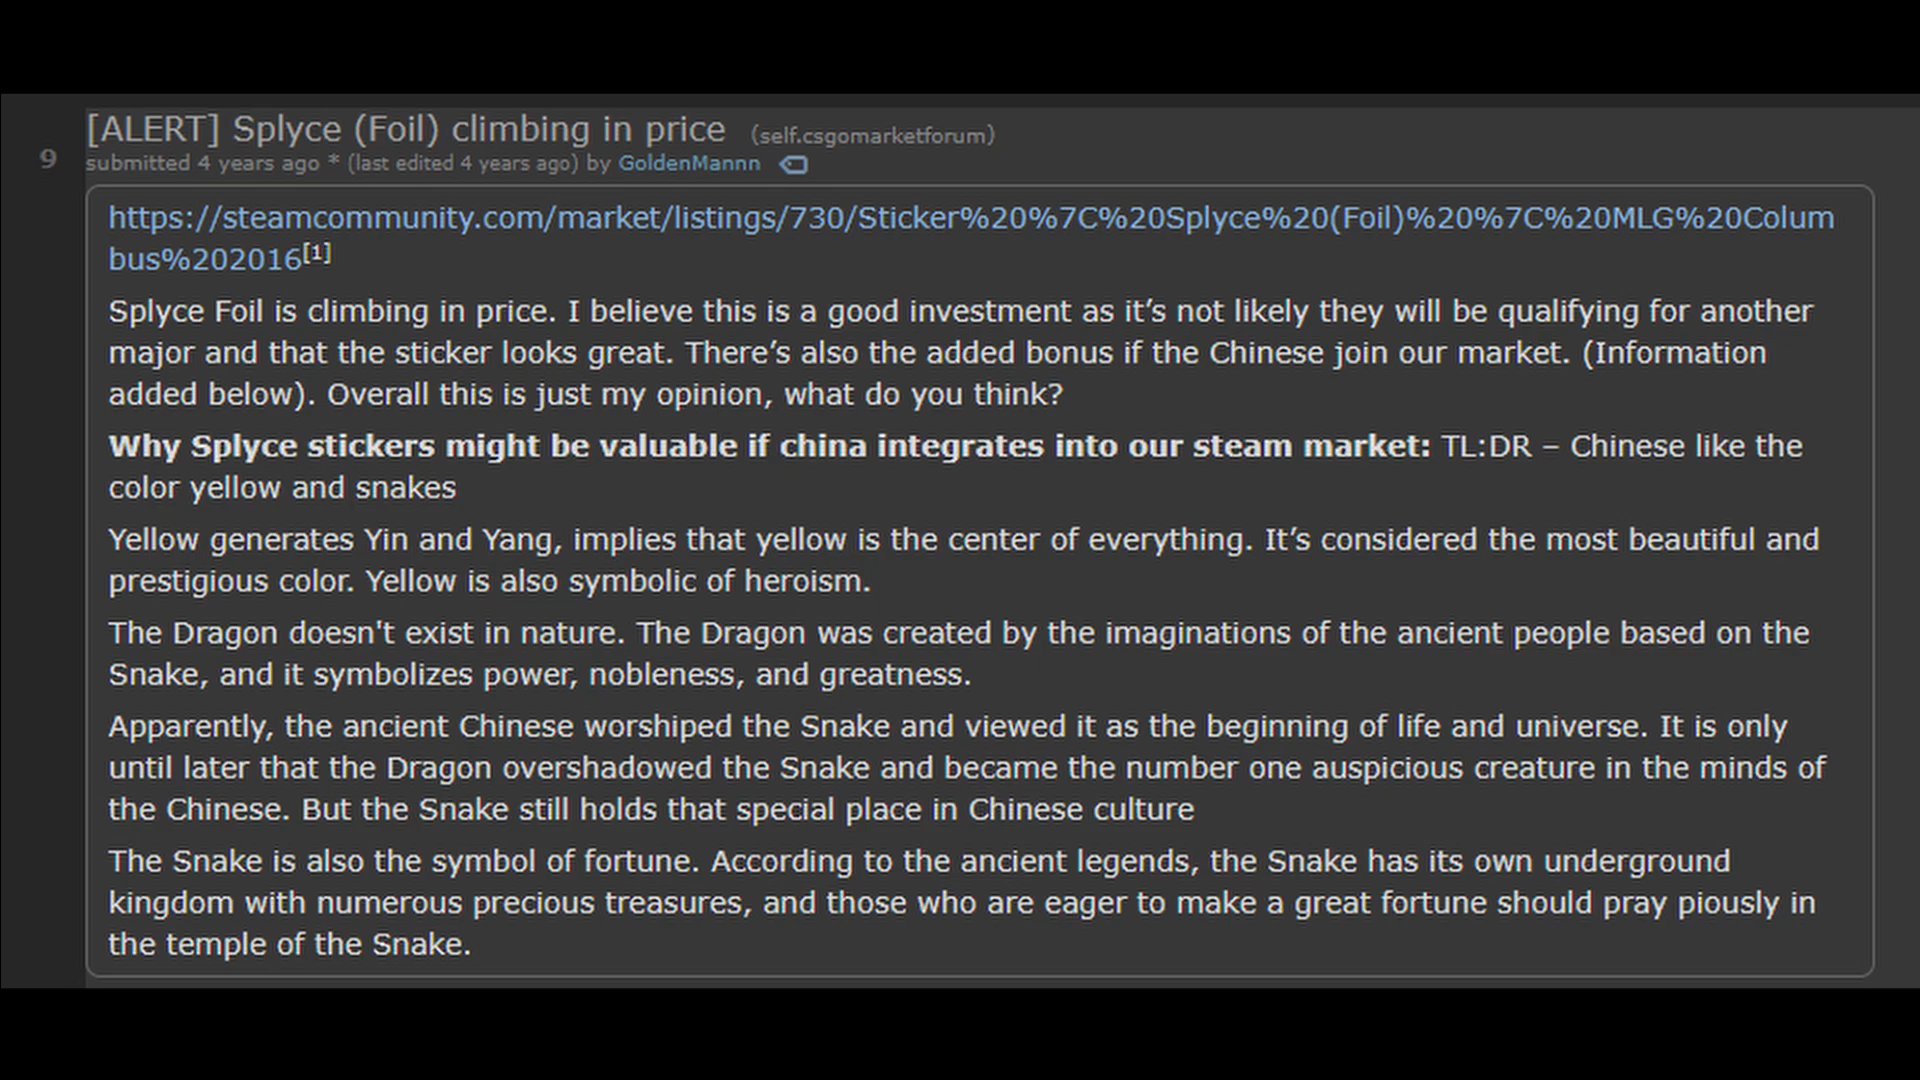 [ALERT] Splyce (Foil) climbing in price (self.csgomarketforum)
9
submitted 4 years ago * (last edited 4 years ago) by GoldenMannn
https://steamcommunity.com/market/listings/730/Sticker%20%7C%20Splyce%20(Foil)%20%7C%20MLG%20Colum
bus%202016[1]
Splyce Foil is climbing in price. I believe this is a good investment as it’s not likely they will be qualifying for another
major and that the sticker looks great. There’s also the added bonus if the Chinese join our market. (Information
added below). Overall this is just my opinion, what do you think?
Why Splyce stickers might be valuable if china integrates into our steam market: TL:DR – Chinese like the
color yellow and snakes
Yellow generates Yin and Yang, implies that yellow is the center of everything. It’s considered the most beautiful and
prestigious color. Yellow is also symbolic of heroism.
The Dragon doesn't exist in nature. The Dragon was created by the imaginations of the ancient people based on the
Snake, and it symbolizes power, nobleness, and greatness.
Apparently, the ancient Chinese worshiped the Snake and viewed it as the beginning of life and universe. It is only
until later that the Dragon overshadowed the Snake and became the number one auspicious creature in the minds of
the Chinese. But the Snake still holds that special place in Chinese culture
The Snake is also the symbol of fortune. According to the ancient legends, the Snake has its own underground
kingdom with numerous precious treasures, and those who are eager to make a great fortune should pray piously in
the temple of the Snake.